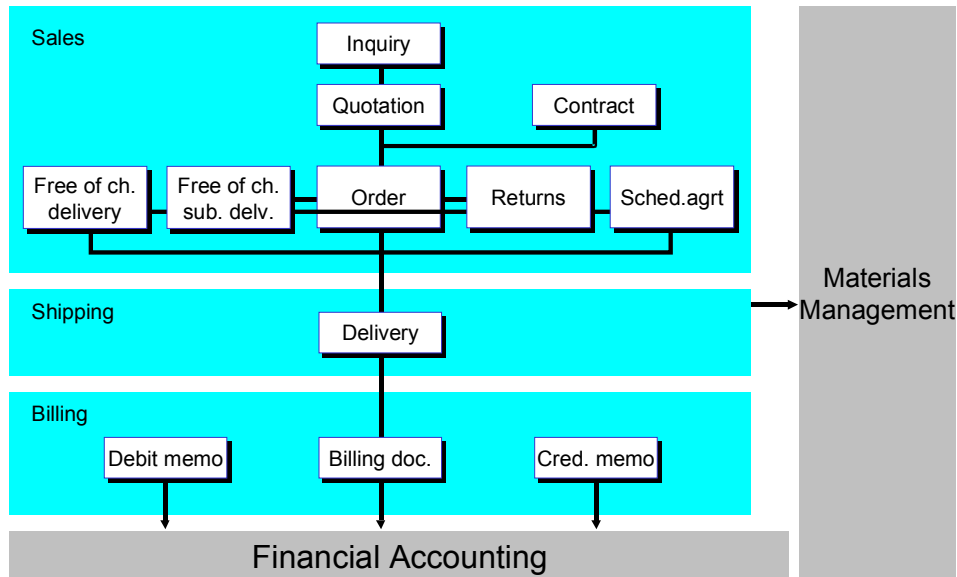 Sales
Inquiry
Quotation
Contract
Free of ch.
delivery
Free of ch.
sub. delv.
Order
Returns
Sched.agrt
Materials
Management
Shipping
Delivery
Billing
Debit memo
Billing doc.
Cred. memo
Financial Accounting